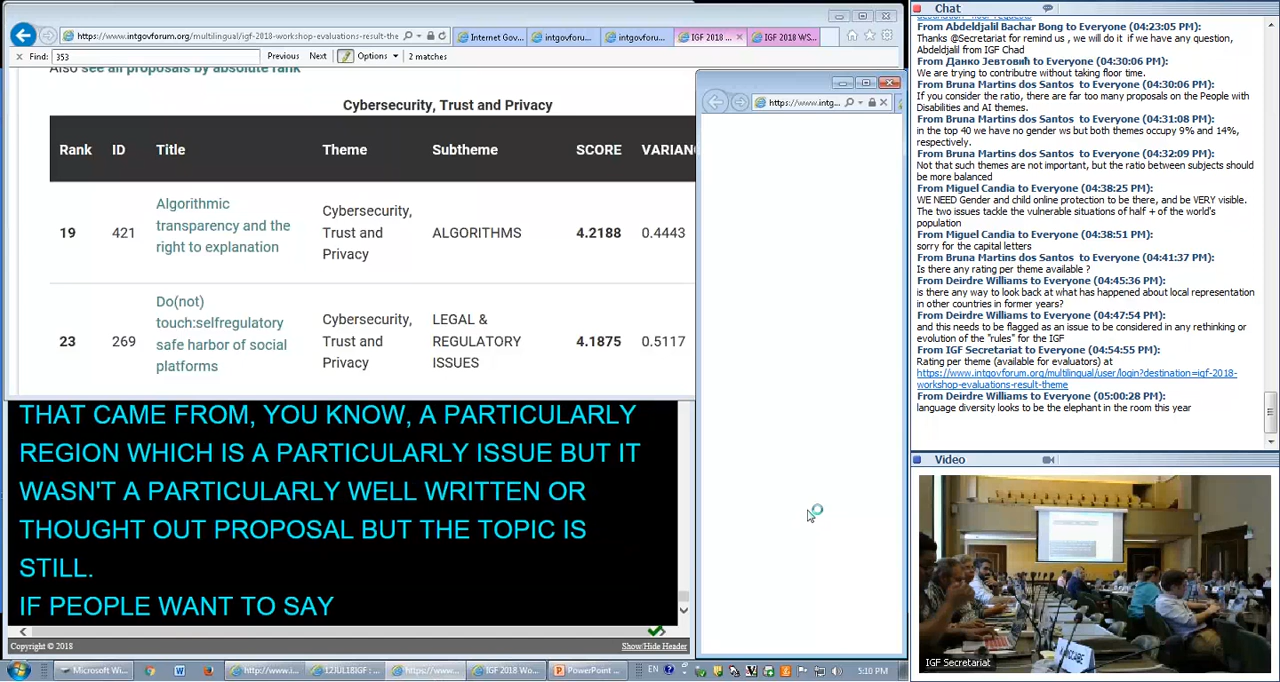 https://www.intgovforum.org/multilingual/igf-2018-workshop-evaluations-result-the
Internet Gov...
intgovforu...
intgovforu...
IGF 2018 ...
IGF 2018 WS...
Find: 353
Previous Next Options 2 matches
Also see all proposals by absolute rank
Cybersecurity, Trust and Privacy
Rank ID Title Theme Subtheme SCORE VARIANC
19 421 Algorithmic transparency and the right to explanation Cybersecurity, Trust and Privacy ALGORITHMS 4.2188 0.4443
23 269 Do(not) touch:selfregulatory safe harbor of social platforms Cybersecurity, Trust and Privacy LEGAL & REGULATORY ISSUES 4.1875 0.5117
https://www.intg...
THAT CAME FROM, YOU KNOW, A PARTICULARLY
REGION WHICH IS A PARTICULARLY ISSUE BUT IT
WASN'T A PARTICULARLY WELL WRITTEN OR
THOUGHT OUT PROPOSAL BUT THE TOPIC IS
STILL.
IF PEOPLE WANT TO SAY
Copyright © 2018
Show/Hide Header
Microsoft Wi...
http://www.i...
12JUL18IGF : ...
https://www....
IGF 2018 Wo...
PowerPoint ...
EN
5:10 PM
Chat
From Abdeldjalil Bachar Bong to Everyone (04:23:05 PM):
Thanks @Secretariat for remind us , we will do it if we have any question,
Abdeldjalil from IGF Chad
From Данко Јевтовић to Everyone (04:30:06 PM):
We are trying to contributre without taking floor time.
From Bruna Martins dos Santos to Everyone (04:30:06 PM):
If you consider the ratio, there are far too many proposals on the People with
Disabilities and AI themes.
From Bruna Martins dos Santos to Everyone (04:31:08 PM):
in the top 40 we have no gender ws but both themes occupy 9% and 14%,
respectively.
From Bruna Martins dos Santos to Everyone (04:32:09 PM):
Not that such themes are not important, but the ratio between subjects should
be more balanced
From Miguel Candia to Everyone (04:38:25 PM):
WE NEED Gender and child online protection to be there, and be VERY visible.
The two issues tackle the vulnerable situations of half + of the world's
population
From Miguel Candia to Everyone (04:38:51 PM):
sorry for the capital letters
From Bruna Martins dos Santos to Everyone (04:41:37 PM):
Is there any rating per theme available ?
From Deirdre Williams to Everyone (04:45:36 PM):
is there any way to look back at what has happened about local representation
in other countries in former years?
From Deirdre Williams to Everyone (04:47:54 PM):
and this needs to be flagged as an issue to be considered in any rethinking or
evolution of the "rules" for the IGF
From IGF Secretariat to Everyone (04:54:55 PM):
Rating per theme (available for evaluators) at
https://www.intgovforum.org/multilingual/user/login?destination=igf-2018-
workshop-evaluations-result-theme
From Deirdre Williams to Everyone (05:00:28 PM):
language diversity looks to be the elephant in the room this year
Video
IGF Secretariat